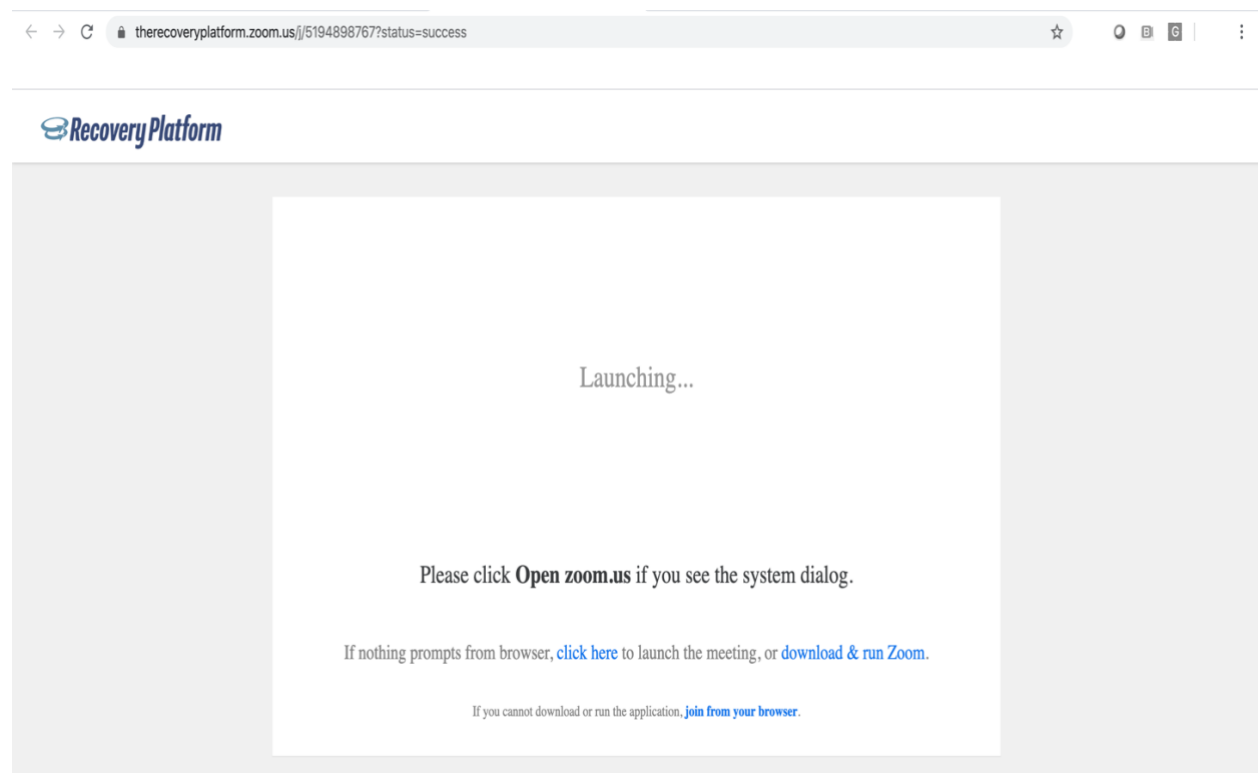 therecoveryplatform.zoom.us/j/5194898767?status=success
B
G
Recovery Platform
Launching...
Please click Open zoom.us if you see the system dialog.
If nothing prompts from browser, click here to launch the meeting, or download & run Zoom.
If you cannot download or run the application, join from your browser.